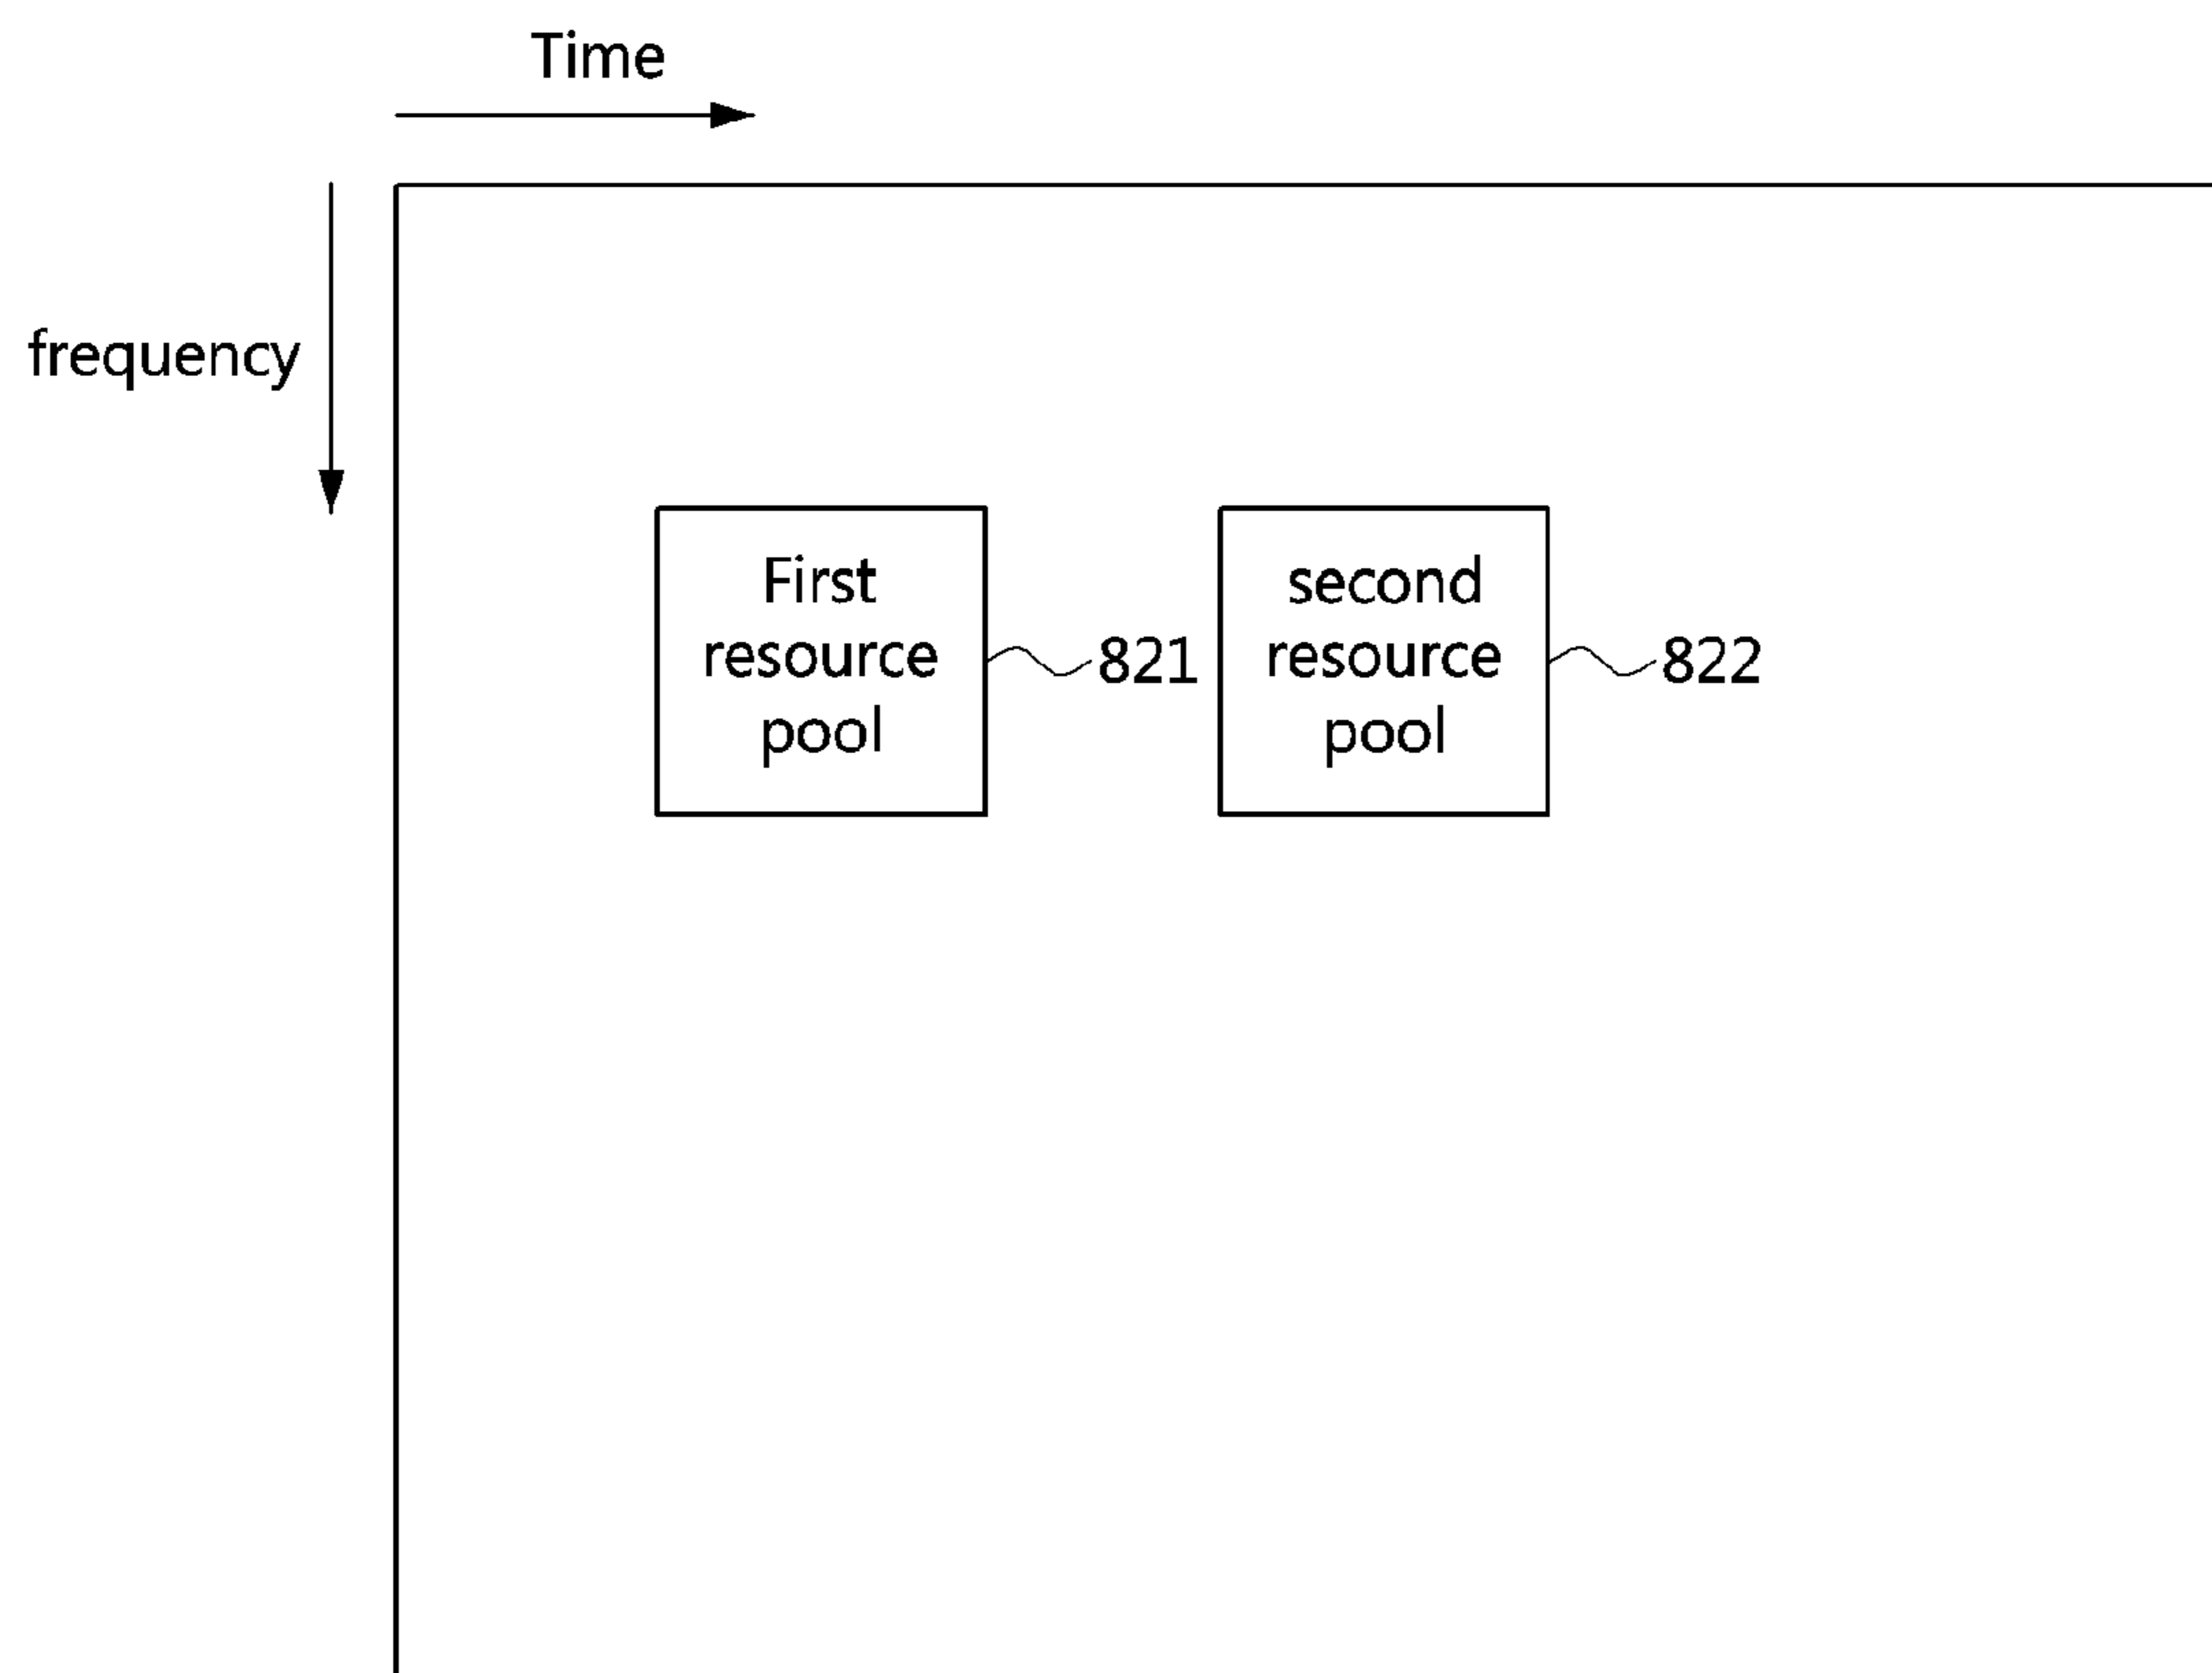 Time
frequency
First
resource
pool
821
second
resource
pool
822